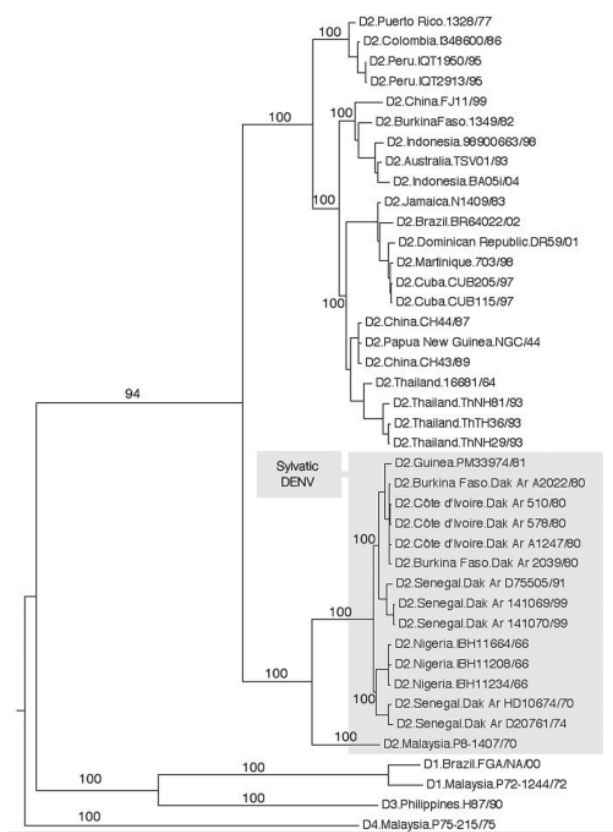 D2.Puerto Rico.1328/77
D2.Colombia.I348600/86
100
D2.Peru.IQT1950/95
D2.Peru.IQT2913/95
D2.China.FJ11/99
100
100
D2.BurkinaFaso.1349/82
D2.Indonesia.98900663/98
D2.Australia.TSV01/93
D2.Indonesia.BA05i/04
100
D2.Jamaica.N1409/83
D2.Brazil.BR64022/02
D2.Dominican Republic.DR59/01
D2.Martinique.703/98
D2.Cuba.CUB205/97
D2.Cuba.CUB115/97
100
D2.China.CH44/87
D2.Papua New Guinea.NGC/44
D2.China.CH43/89
D2.Thailand.16681/64
94
D2.Thailand.ThNH81/93
D2.Thailand.ThTH36/93
D2.Thailand.ThNH29/93
Sylvatic
DENV
D2.Guinea.PM33974/81
D2.Burkina Faso.Dak Ar A2022/80
D2.Côte d'Ivoire.Dak Ar 510/80
D2.Côte d'Ivoire.Dak Ar 578/80
100
D2.Côte d'Ivoire.Dak Ar A1247/80
D2.Burkina Faso.Dak Ar 2039/80
D2.Senegal.Dak Ar D75505/91
D2.Senegal.Dak Ar 141069/99
100
D2.Senegal.Dak Ar 141070/99
D2.Nigeria.IBH11664/66
D2.Nigeria.IBH11208/66
100
D2.Nigeria.IBH11234/66
100
D2.Senegal.Dak Ar HD10674/70
D2.Senegal.Dak Ar D20761/74
D2.Malaysia.P8-1407/70
100
D1.Brazil.FGA/NA/00
100
D1.Malaysia.P72-1244/72
100
D3.Philippines.H87/90
100
D4.Malaysia.P75-215/75